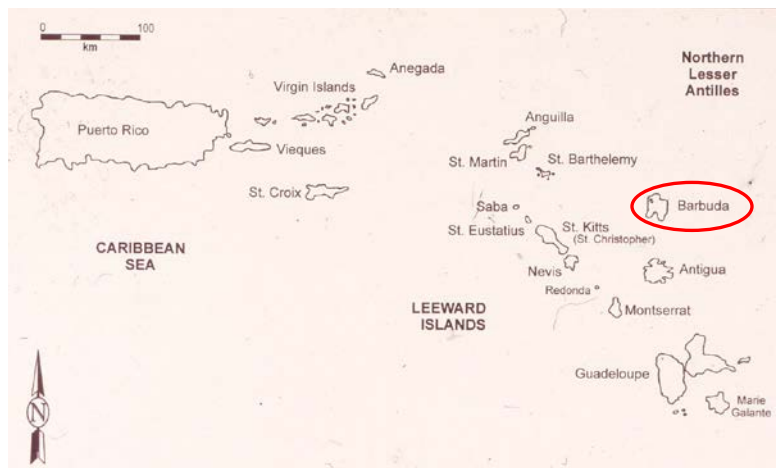 0 100
km
Northern
Lesser
Antilles
Anegada
Virgin Islands
Puerto Rico
Vieques
St. Croix
Anguilla
St. Martin
St. Barthelemy
Saba
Barbuda
St. Eustatius
St. Kitts
(St. Christopher)
CARIBBEAN
SEA
Nevis
Antigua
Redonda
LEEWARD
ISLANDS
Montserrat
Guadeloupe
Marie
Galante
N